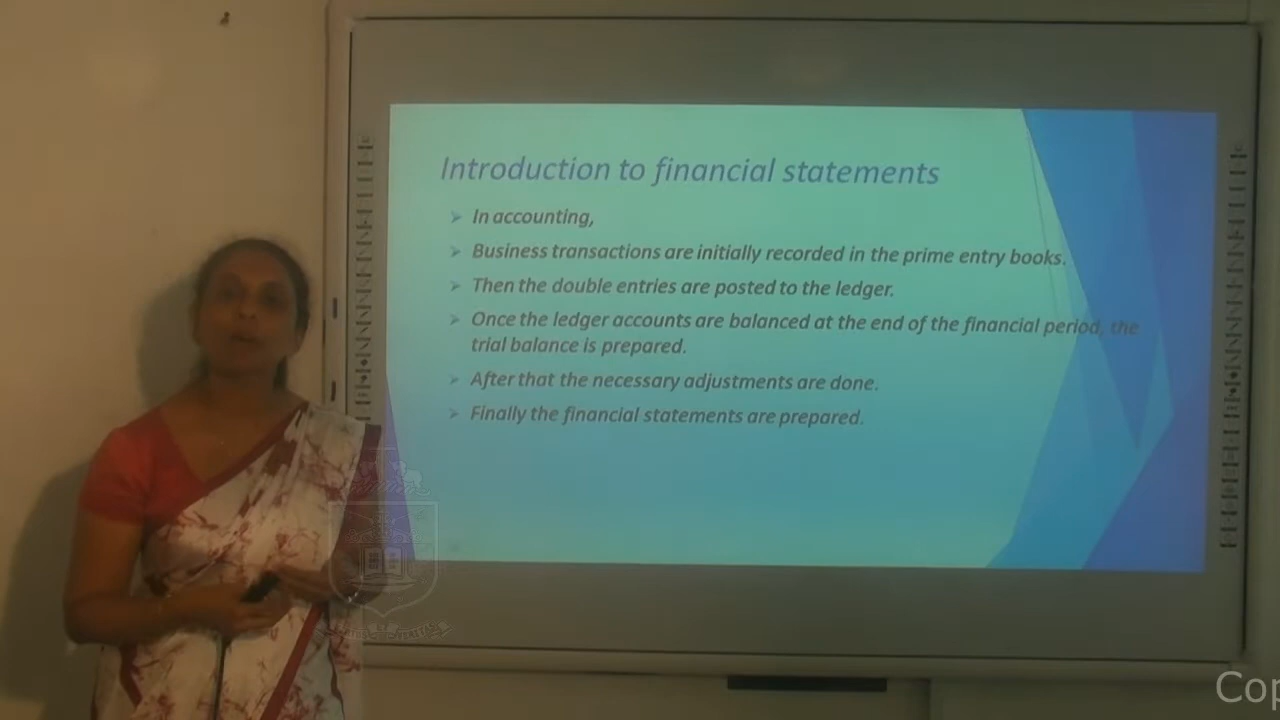 Introduction to financial statements
In accounting,
Business transactions are initially recorded in the prime entry books.
Then the double entries are posted to the ledger.
Once the ledger accounts are balanced at the end of the financial period, the
trial balance is prepared.
After that the necessary adjustments are done.
Finally the financial statements are prepared.
Cop